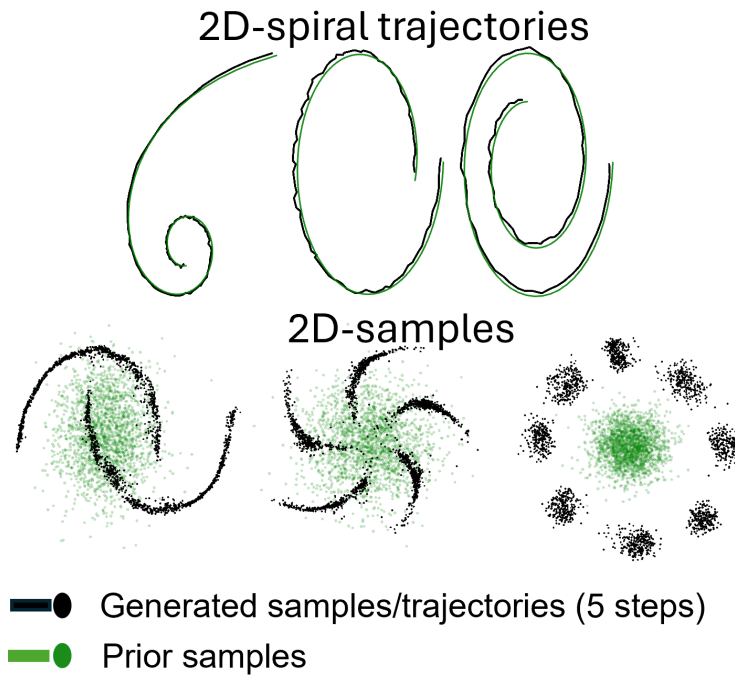 2D-spiral trajectories
2D-samples
Generated samples/trajectories (5 steps)
Prior samples